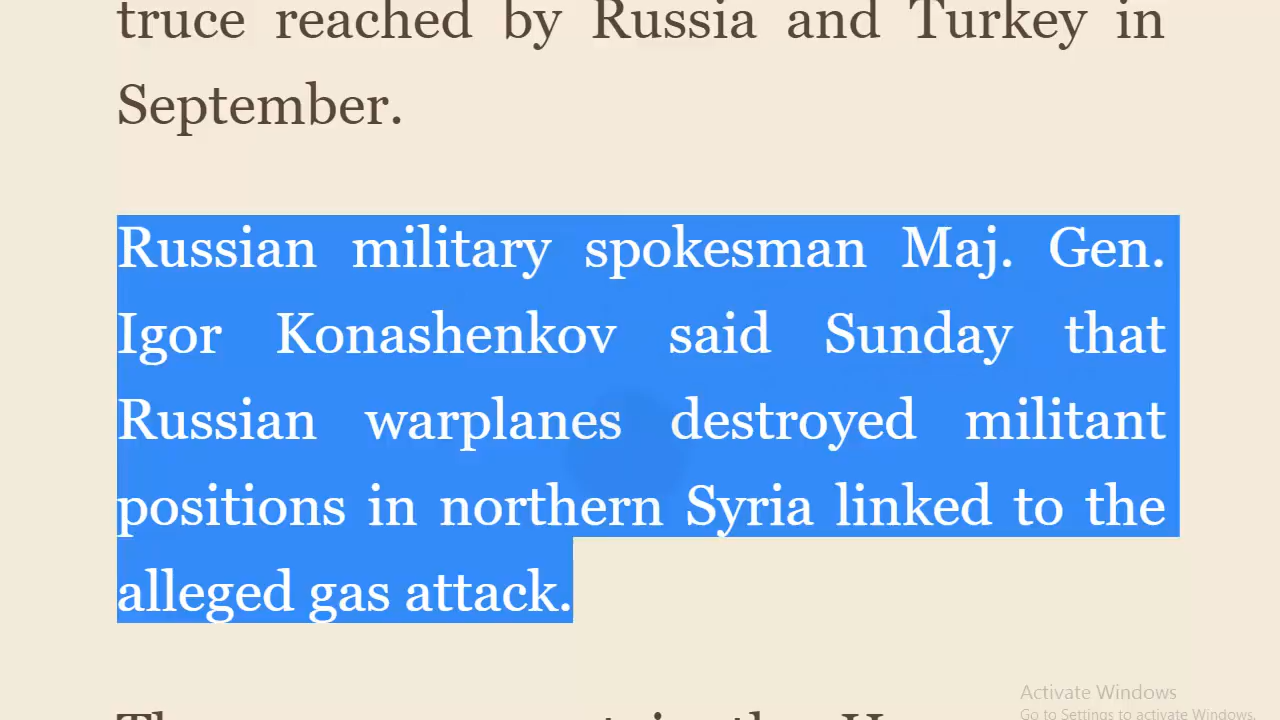 truce reached by Russia and Turkey in
September.
Russian military spokesman Maj. Gen.
Igor Konashenkov said Sunday that
Russian warplanes destroyed militant
positions in northern Syria linked to the
alleged gas attack.
Activate Windows
Go to Settings to activate Windows.